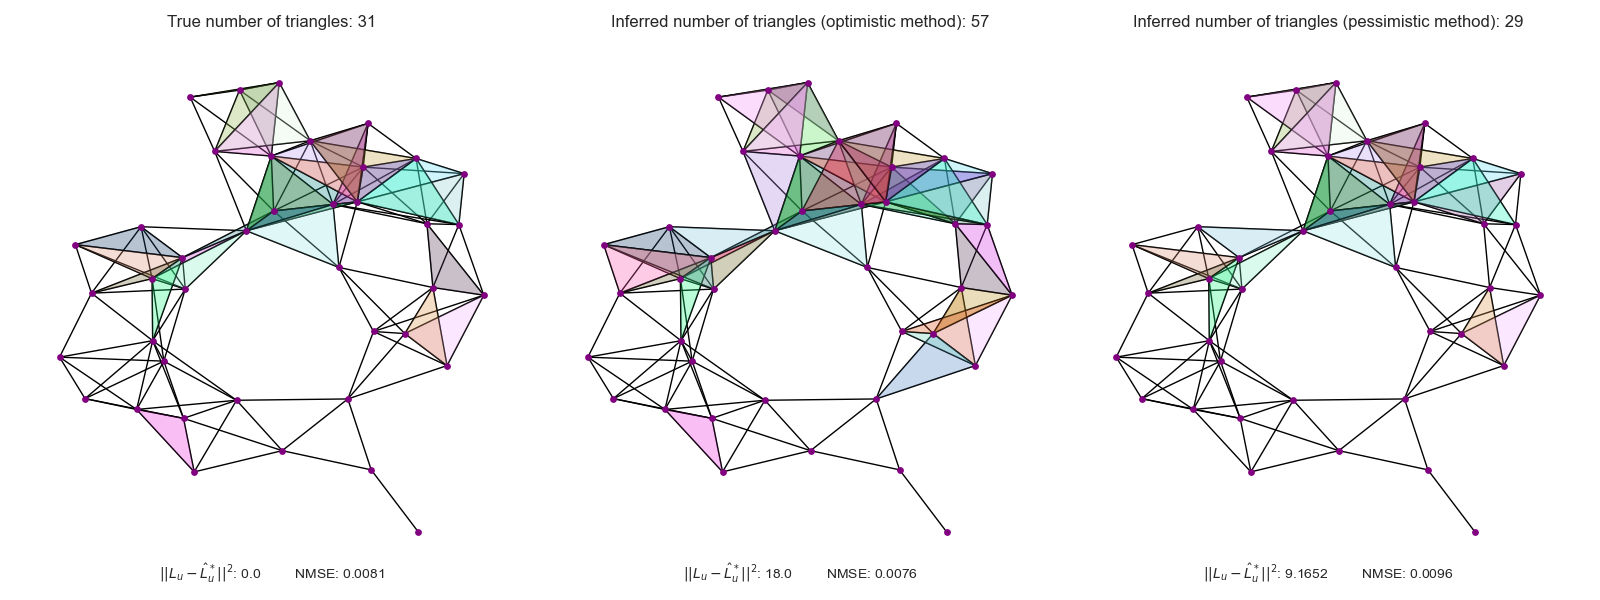 True number of triangles: 31
Inferred number of triangles (optimistic method): 57
Inferred number of triangles (pessimistic method): 29
$||L_u - \hat{L}_u^*||^2$: 0.0 NMSE: 0.0081
$||L_u - \hat{L}_u^*||^2$: 18.0 NMSE: 0.0076
$||L_u - \hat{L}_u^*||^2$: 9.1652 NMSE: 0.0096